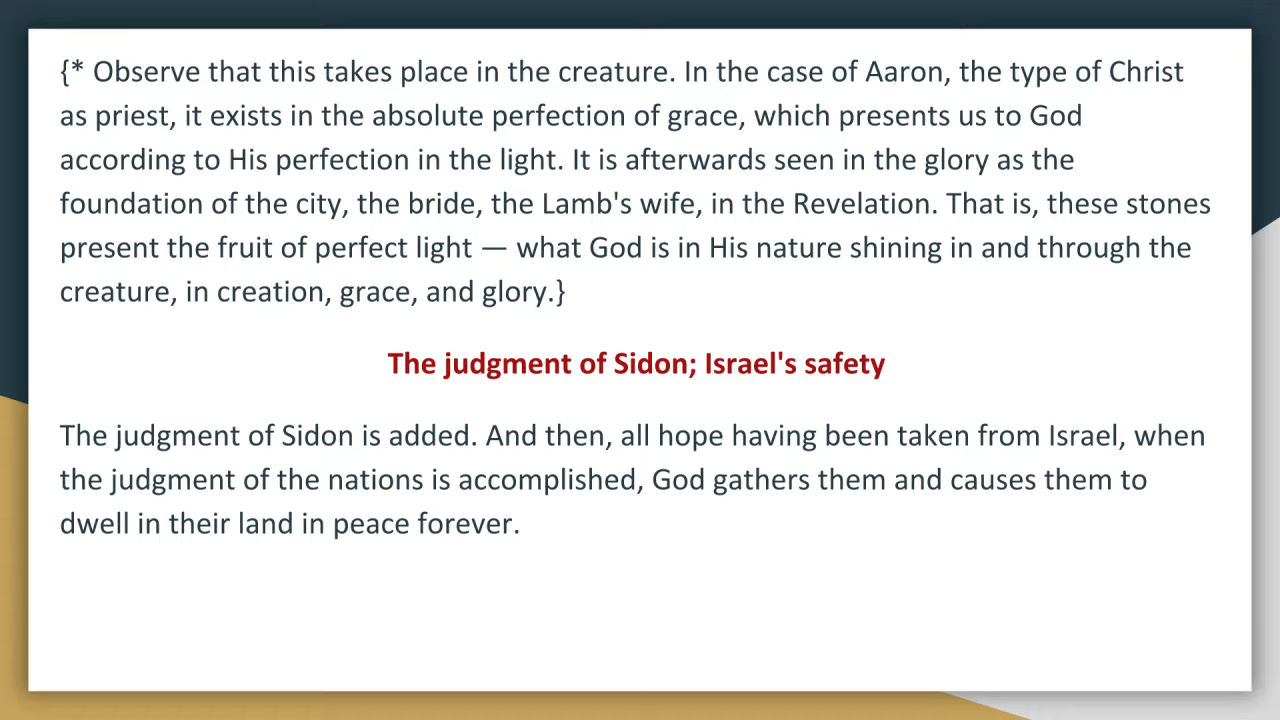 {* Observe that this takes place in the creature. In the case of Aaron, the type of Christ
as priest, it exists in the absolute perfection of grace, which presents us to God
according to His perfection in the light. It is afterwards seen in the glory as the
foundation of the city, the bride, the Lamb's wife, in the Revelation. That is, these stones
present the fruit of perfect light — what God is in His nature shining in and through the
creature, in creation, grace, and glory.}
The judgment of Sidon; Israel's safety
The judgment of Sidon is added. And then, all hope having been taken from Israel, when
the judgment of the nations is accomplished, God gathers them and causes them to
dwell in their land in peace forever.